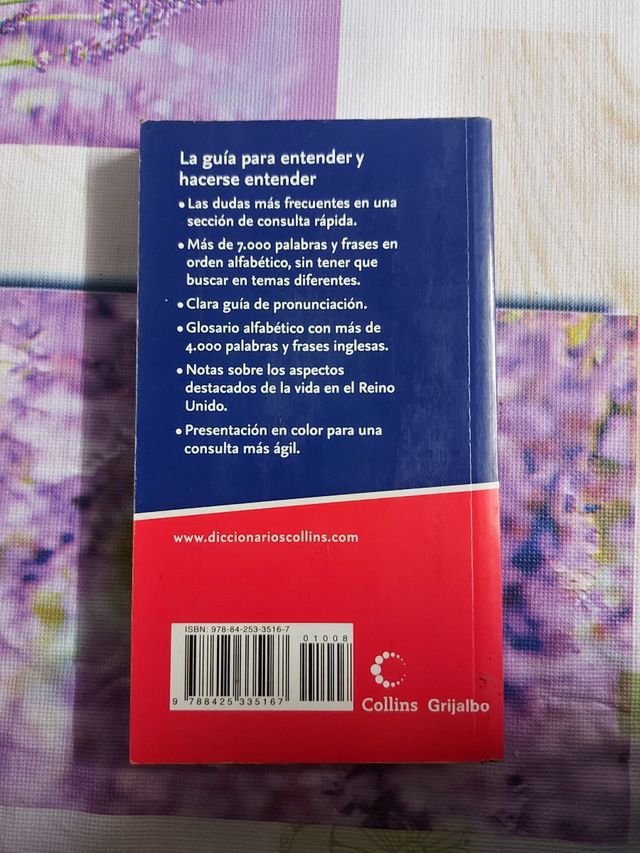 La guía para entender y
hacerse entender
• Las dudas más frecuentes en una
sección de consulta rápida.
• Más de 7.000 palabras y frases en
orden alfabético, sin tener que
buscar en temas diferentes.
• Clara guía de pronunciación.
• Glosario alfabético con más de
4.000 palabras y frases inglesas.
• Notas sobre los aspectos
destacados de la vida en el Reino
Unido.
• Presentación en color para una
consulta más ágil.
www.diccionarioscollins.com
ISBN: 978-84-253-3516-7
01008
9 788425 335167
Collins Grijalbo